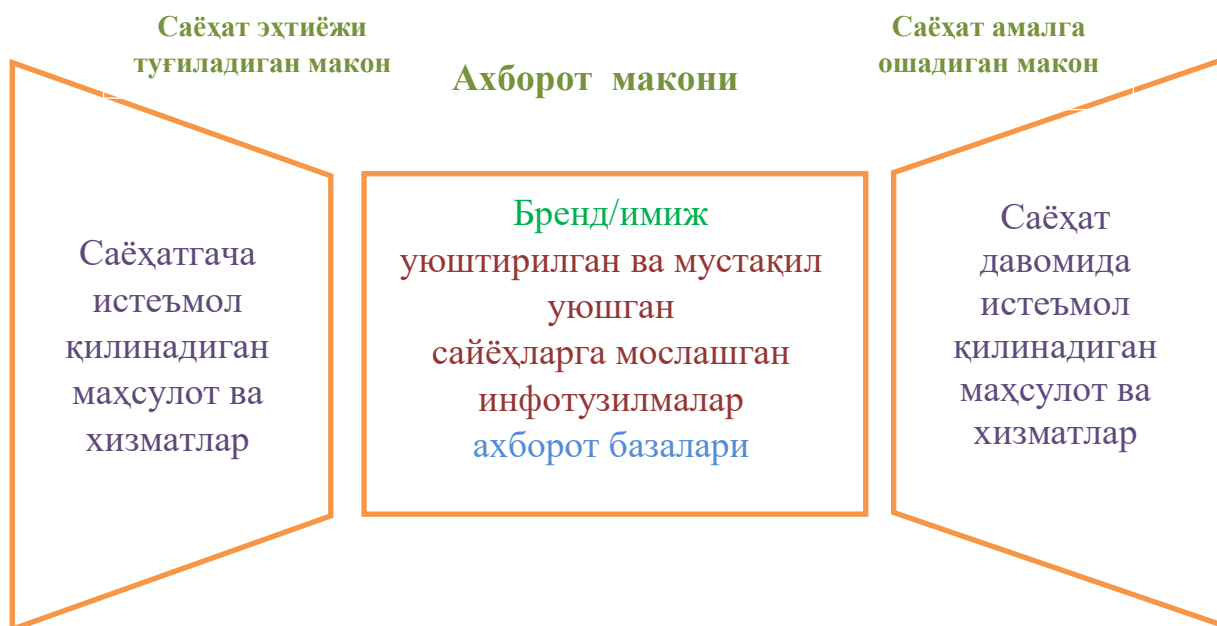 Саёҳат эҳтиёжи
туғиладиган макон
Ахборот макони
Саёҳат амалга
ошадиган макон
Саёҳатгача
истеъмол
қилинадиган
маҳсулот ва
хизматлар
Бренд/имиж
уюштирилган ва мустақил
уюшган
сайёҳларга мослашган
инфотузилмалар
ахборот базалари
Саёҳат
давомида
истеъмол
қилинадиган
маҳсулот ва
хизматлар